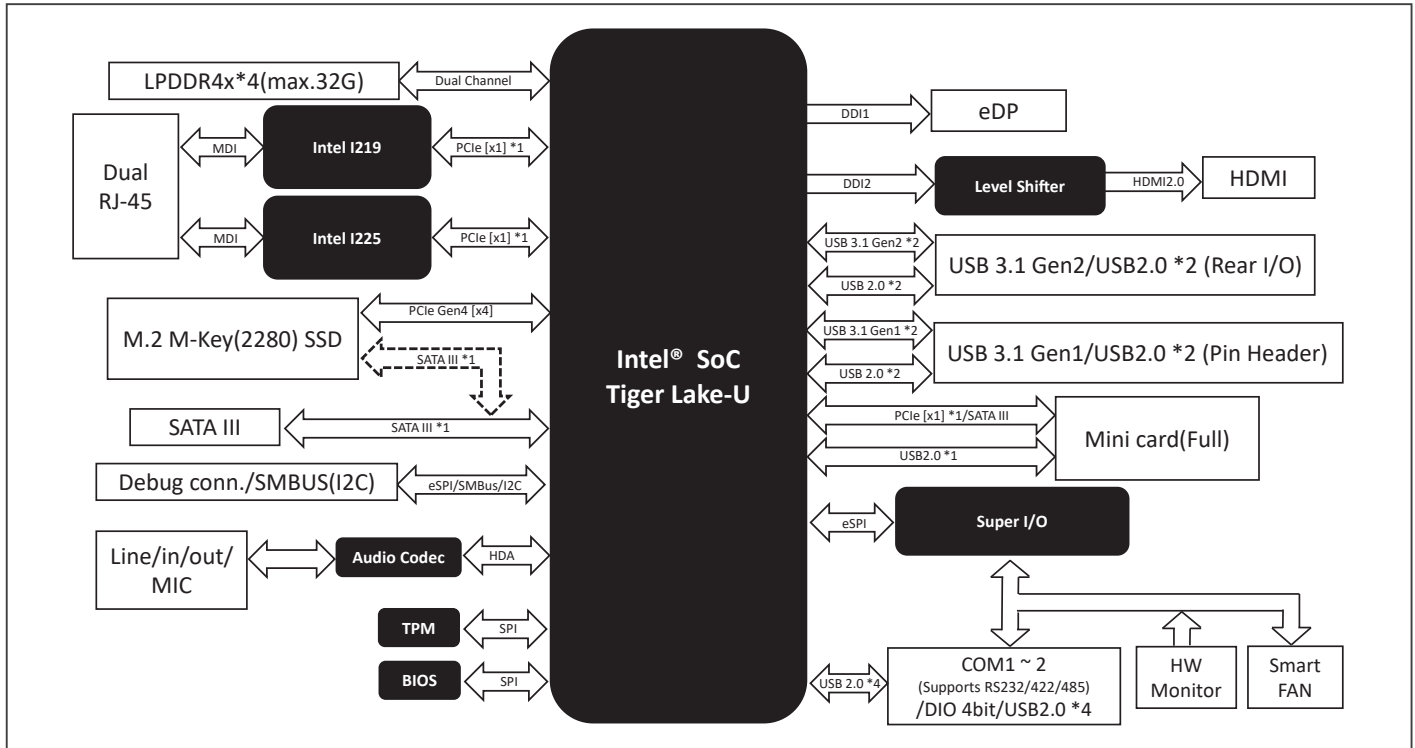 LPDDR4x*4(max.32G)
Dual Channel
Dual
RJ-45
MDI
Intel I219
PCIe [x1] *1
MDI
Intel I225
PCIe [x1] *1
M.2 M-Key(2280) SSD
PCIe Gen4 [x4]
SATA III *1
SATA III
SATA III *1
Debug conn./SMBUS(I2C)
eSPI/SMBus/I2C
Line/in/out/
MIC
Audio Codec
HDA
TPM
SPI
BIOS
SPI
Intel® SoC
Tiger Lake-U
DDI1
eDP
DDI2
Level Shifter
HDMI2.0
HDMI
USB 3.1 Gen2 *2
USB 2.0 *2
USB 3.1 Gen2/USB2.0 *2 (Rear I/O)
USB 3.1 Gen1 *2
USB 2.0 *2
USB 3.1 Gen1/USB2.0 *2 (Pin Header)
PCIe [x1] *1/SATA III
USB2.0 *1
Mini card(Full)
eSPI
Super I/O
USB 2.0 *4
COM1 ~ 2
(Supports RS232/422/485)
/DIO 4bit/USB2.0 *4
HW
Monitor
Smart
FAN